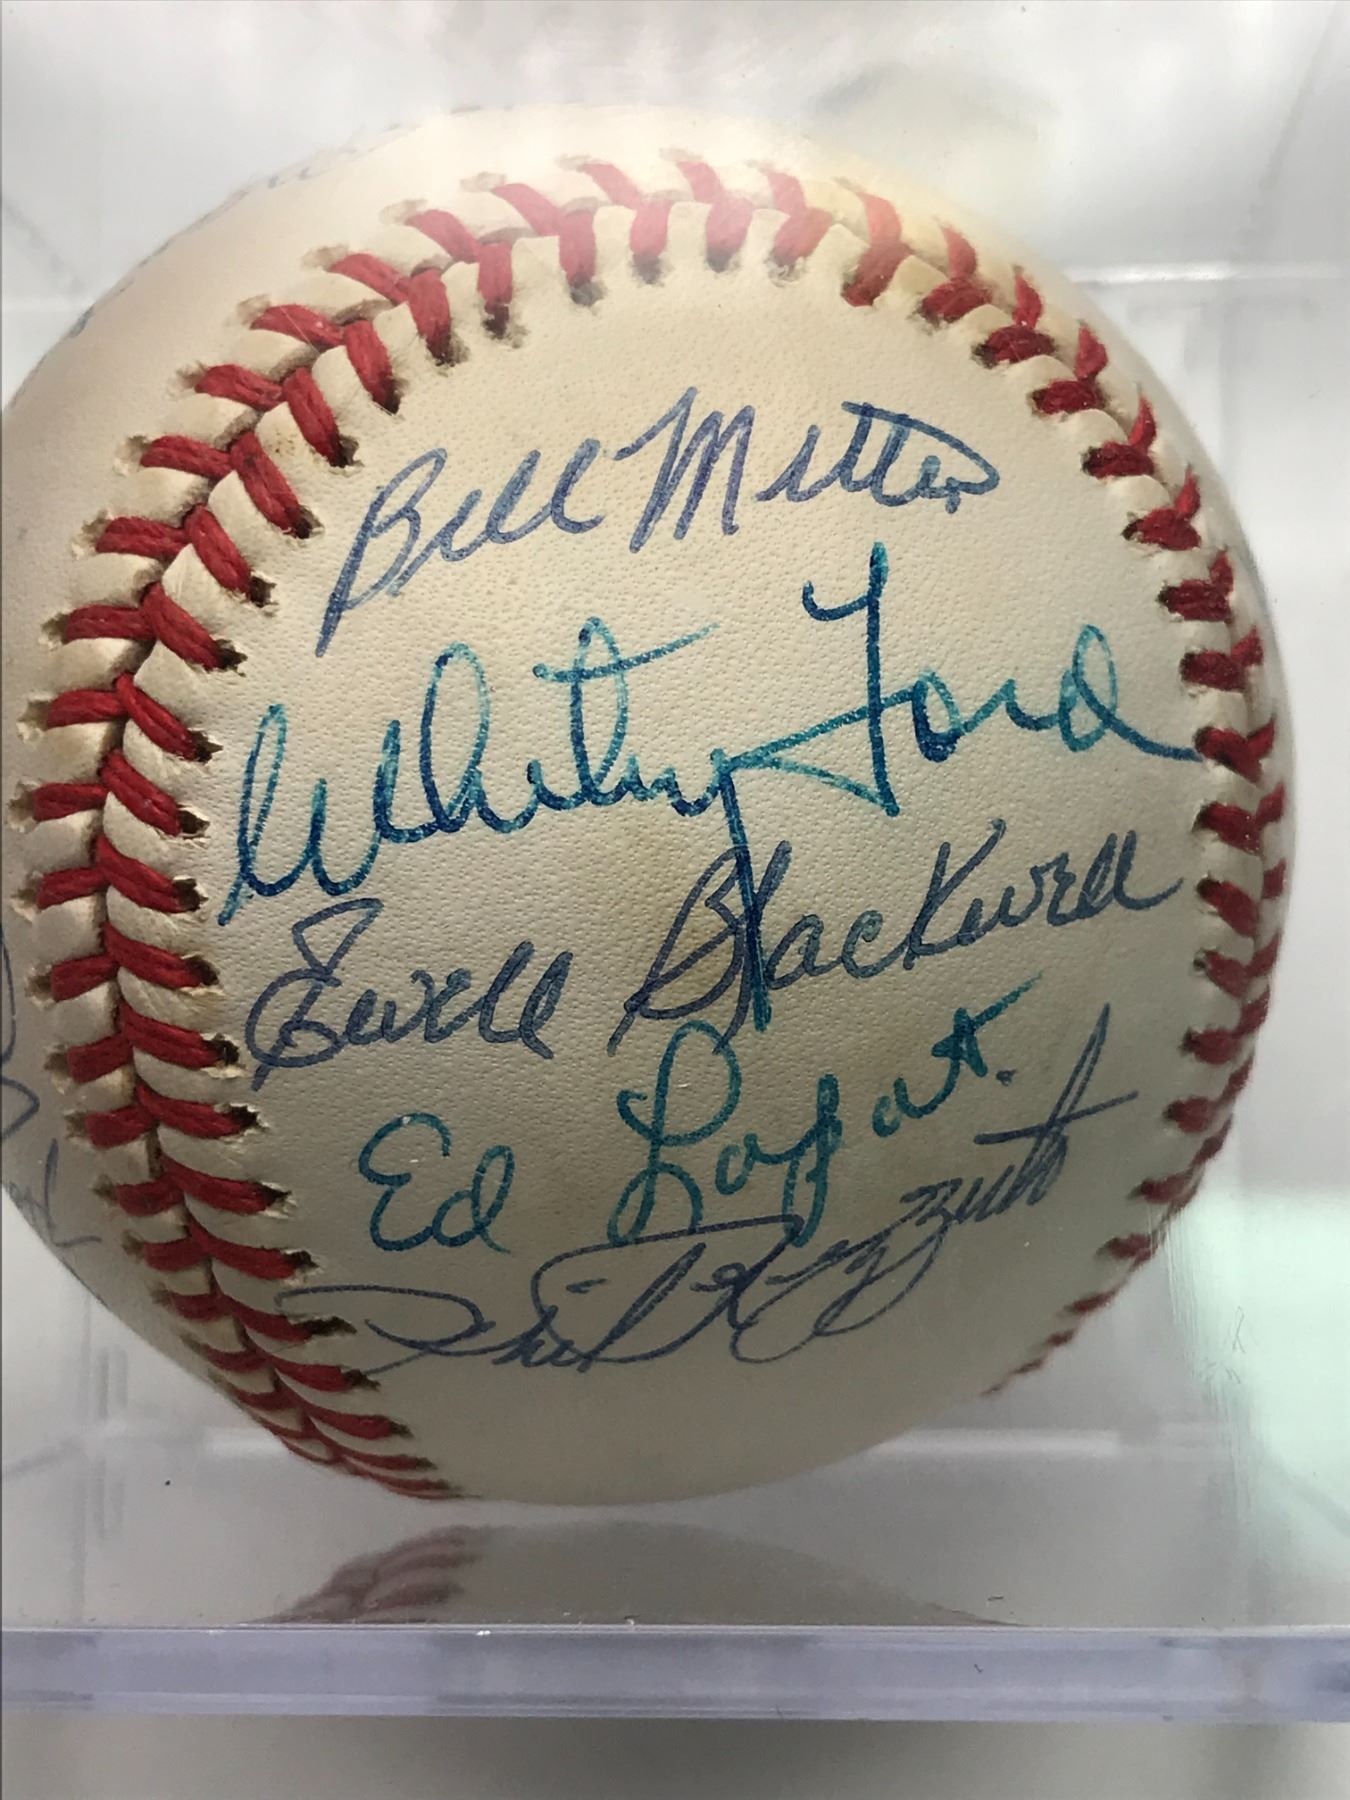 Bill Miller
Whitey Ford
Ewell Blackwell
Ed Lopat.
Phil Rizzuto